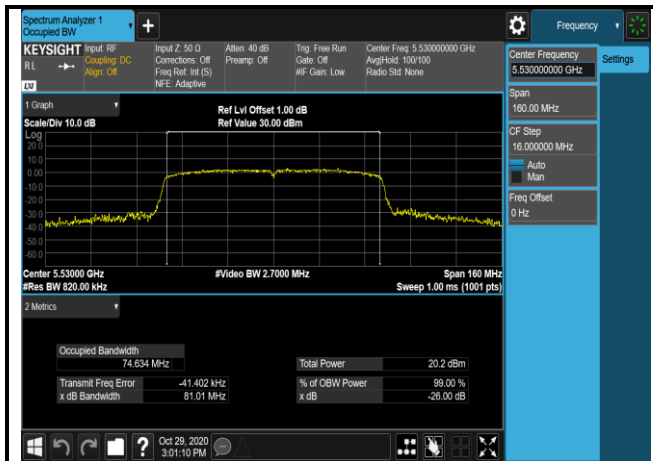 Spectrum Analyzer 1
Occupied BW
Frequency
KEYSIGHT
RL
LXI
Input: RF
Coupling: DC
Align: Off
Input Z: 50 Ω
Corrections: Off
Freq Ref: Int (S)
NFE: Adaptive
Atten: 40 dB
Preamp: Off
Trig: Free Run
Gate: Off
#IF Gain: Low
Center Freq: 5.530000000 GHz
Avg|Hold: 100/100
Radio Std: None
Center Frequency
5.530000000 GHz
Settings
Span
160.00 MHz
CF Step
16.000000 MHz
Auto
Man
Freq Offset
0 Hz
1 Graph
Scale/Div 10.0 dB
Ref Lvl Offset 1.00 dB
Ref Value 30.00 dBm
Log
20.0
10.0
0.00
-10.0
-20.0
-30.0
-40.0
-50.0
-60.0
Center 5.53000 GHz
#Video BW 2.7000 MHz
Span 160 MHz
#Res BW 820.00 kHz
Sweep 1.00 ms (1001 pts)
2 Metrics
Occupied Bandwidth
74.634 MHz
Total Power 20.2 dBm
Transmit Freq Error -41.402 kHz
% of OBW Power 99.00 %
x dB Bandwidth 81.01 MHz
x dB -26.00 dB
?
Oct 29, 2020
3:01:10 PM